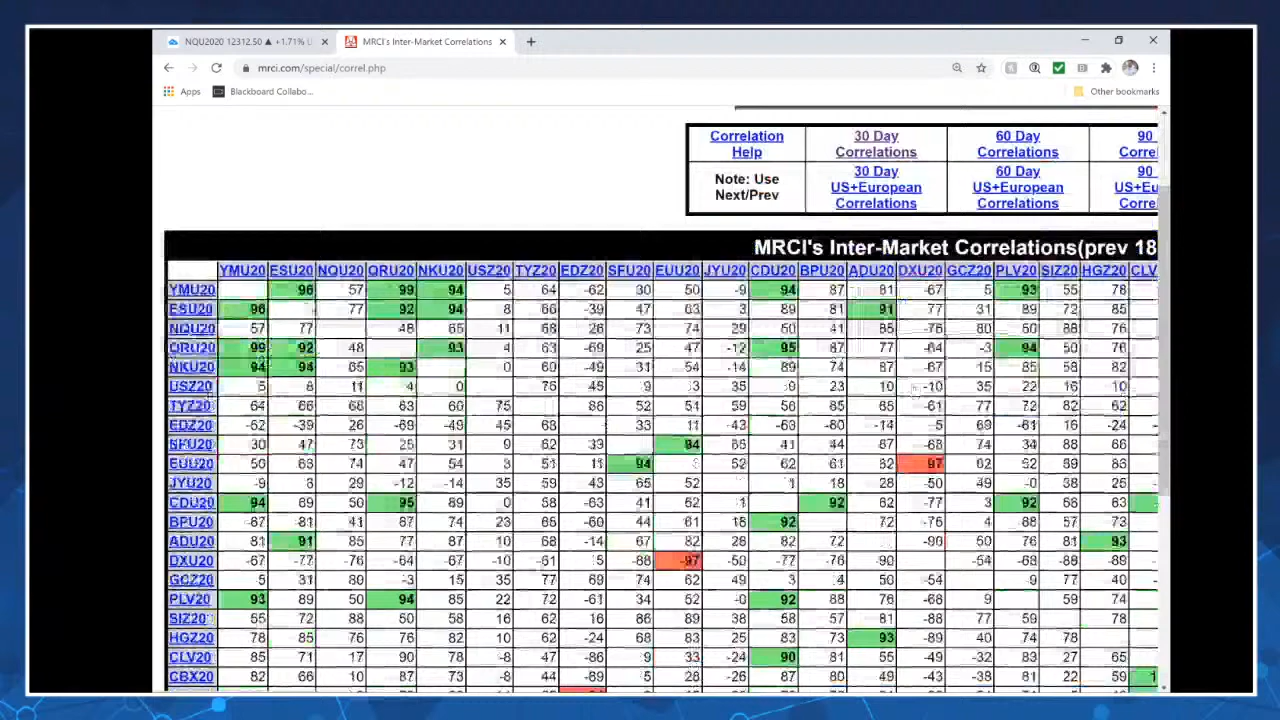 NQU2020 12312.50 ▲ +1.71% U
MRCI's Inter-Market Correlations
mrci.com/special/correl.php
Apps Blackboard Collabo... Other bookmarks
Correlation Help 30 Day Correlations 60 Day Correlations 90 Corre
Note: Use Next/Prev 30 Day US+European Correlations 60 Day US+European Correlations 90 US+Eu Corre
MRCI's Inter-Market Correlations(prev 18
YMU20 ESU20 NQU20 QRU20 NKU20 USZ20 TYZ20 EDZ20 SFU20 EUU20 JYU20 CDU20 BPU20 ADU20 DXU20 GCZ20 PLV20 SIZ20 HGZ20 CLV
YMU20 96 57 99 94 5 64 -62 30 50 -9 94 87 81 -67 5 93 55 78
ESU20 96 77 92 94 8 66 -39 47 63 3 89 81 91 77 31 89 72 85
NQU20 57 77 48 65 11 68 26 73 74 29 50 41 85 -76 80 50 88 76
QRU20 99 92 48 93 4 63 -69 25 47 -12 95 87 77 -64 -3 94 50 76
NKU20 94 94 65 93 0 60 -49 31 54 -14 89 74 87 -67 15 85 58 82
USZ20 5 8 11 4 0 76 45 9 3 35 0 23 10 -10 35 22 16 10
TYZ20 64 66 68 63 60 75 86 52 51 59 56 85 68 -61 77 72 82 62
EDZ20 -62 -39 26 -69 -49 45 68 33 11 -43 -60 -80 -14 5 69 -61 16 -24
SFU20 30 47 73 25 31 9 62 39 94 65 41 44 67 -68 74 34 88 66
EUU20 50 63 74 47 54 3 51 11 94 52 62 61 82 97 62 52 89 83
JYU20 -9 3 29 -12 -14 35 59 43 65 52 1 18 28 -50 49 -0 38 25
CDU20 94 89 50 95 89 0 58 -63 41 52 1 92 62 -77 3 92 68 63
BPU20 -87 -81 41 87 74 23 65 -60 44 61 18 92 72 -76 4 -88 57 73
ADU20 81 91 85 77 87 10 68 -14 67 82 28 82 72 -90 50 76 81 93
DXU20 -67 -77 -76 -64 -67 -10 -61 5 -88 -97 -50 -77 -76 -90 -54 -68 -88 -89
GCZ20 5 31 80 -3 15 35 77 69 74 62 49 3 4 50 -54 -9 77 40
PLV20 93 89 50 94 85 22 72 -61 34 52 -0 92 88 76 -68 9 59 74
SIZ20 55 72 88 50 58 16 62 16 86 89 38 58 57 81 -88 77 59 78
HGZ20 78 85 76 76 82 10 62 -24 68 83 25 83 73 93 -89 40 74 78
CLV20 85 71 17 90 78 -8 47 -86 9 33 -24 90 81 55 -49 -32 83 27 65
CBX20 82 66 10 87 73 -8 44 -89 5 28 -26 87 80 49 -43 -38 81 22 59 1